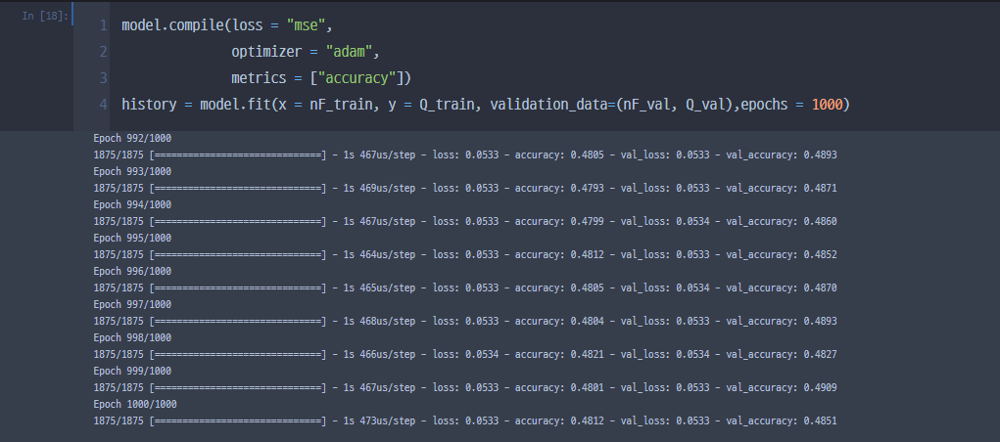 In [18]:
1 model.compile(loss = "mse",
2 optimizer = "adam",
3 metrics = ["accuracy"])
4 history = model.fit(x = nF_train, y = Q_train, validation_data=(nF_val, Q_val),epochs = 1000)
Epoch 992/1000
1875/1875 [==============================] - 1s 467us/step - loss: 0.0533 - accuracy: 0.4805 - val_loss: 0.0533 - val_accuracy: 0.4893
Epoch 993/1000
1875/1875 [==============================] - 1s 469us/step - loss: 0.0533 - accuracy: 0.4793 - val_loss: 0.0533 - val_accuracy: 0.4871
Epoch 994/1000
1875/1875 [==============================] - 1s 467us/step - loss: 0.0533 - accuracy: 0.4799 - val_loss: 0.0534 - val_accuracy: 0.4860
Epoch 995/1000
1875/1875 [==============================] - 1s 464us/step - loss: 0.0533 - accuracy: 0.4812 - val_loss: 0.0533 - val_accuracy: 0.4852
Epoch 996/1000
1875/1875 [==============================] - 1s 465us/step - loss: 0.0533 - accuracy: 0.4805 - val_loss: 0.0534 - val_accuracy: 0.4870
Epoch 997/1000
1875/1875 [==============================] - 1s 468us/step - loss: 0.0533 - accuracy: 0.4804 - val_loss: 0.0533 - val_accuracy: 0.4893
Epoch 998/1000
1875/1875 [==============================] - 1s 466us/step - loss: 0.0534 - accuracy: 0.4821 - val_loss: 0.0534 - val_accuracy: 0.4827
Epoch 999/1000
1875/1875 [==============================] - 1s 467us/step - loss: 0.0533 - accuracy: 0.4801 - val_loss: 0.0533 - val_accuracy: 0.4909
Epoch 1000/1000
1875/1875 [==============================] - 1s 473us/step - loss: 0.0533 - accuracy: 0.4812 - val_loss: 0.0533 - val_accuracy: 0.4851